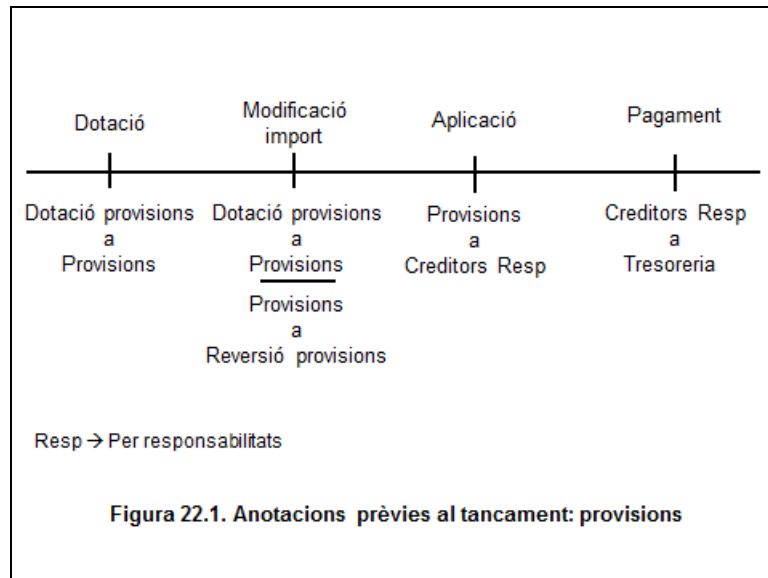 Dotació
Modificació
import
Aplicació
Pagament
Dotació provisions
a
Provisions
Dotació provisions
a
Provisions
Provisions
a
Reversió provisions
Provisions
a
Creditors Resp
Creditors Resp
a
Tresoreria
Resp → Per responsabilitats
Figura 22.1. Anotacions prèvies al tancament: provisions